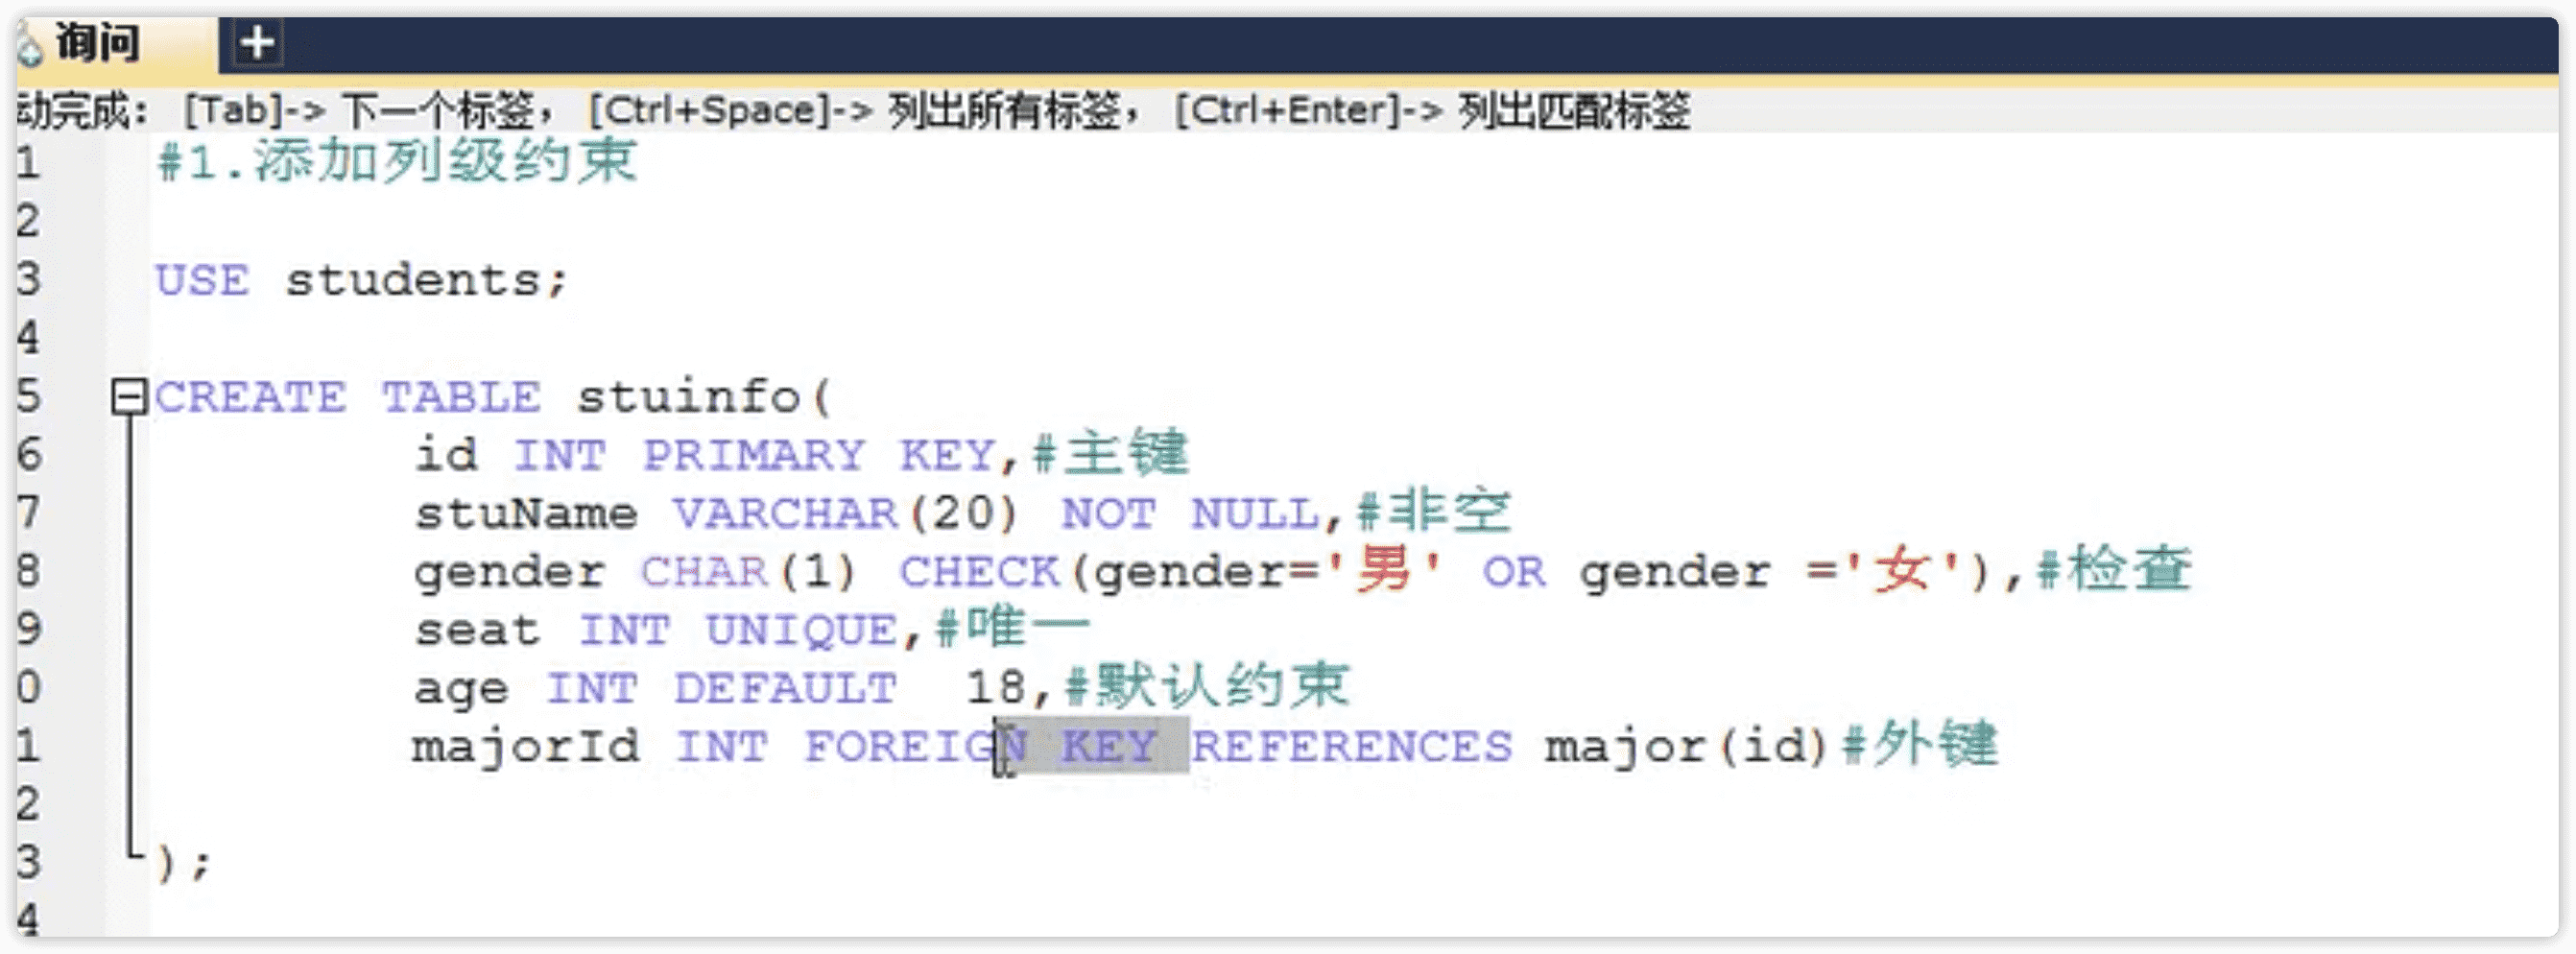 询问
动完成： [Tab]-> 下一个标签， [Ctrl+Space]-> 列出所有标签， [Ctrl+Enter]-> 列出匹配标签
1 #1.添加列级约束
2
3 USE students;
4
5 CREATE TABLE stuinfo(
6 id INT PRIMARY KEY,#主键
7 stuName VARCHAR(20) NOT NULL,#非空
8 gender CHAR(1) CHECK(gender='男' OR gender ='女'),#检查
9 seat INT UNIQUE,#唯一
0 age INT DEFAULT  18,#默认约束
1 majorId INT FOREIGN KEY REFERENCES major(id)#外键
2
3 );
4